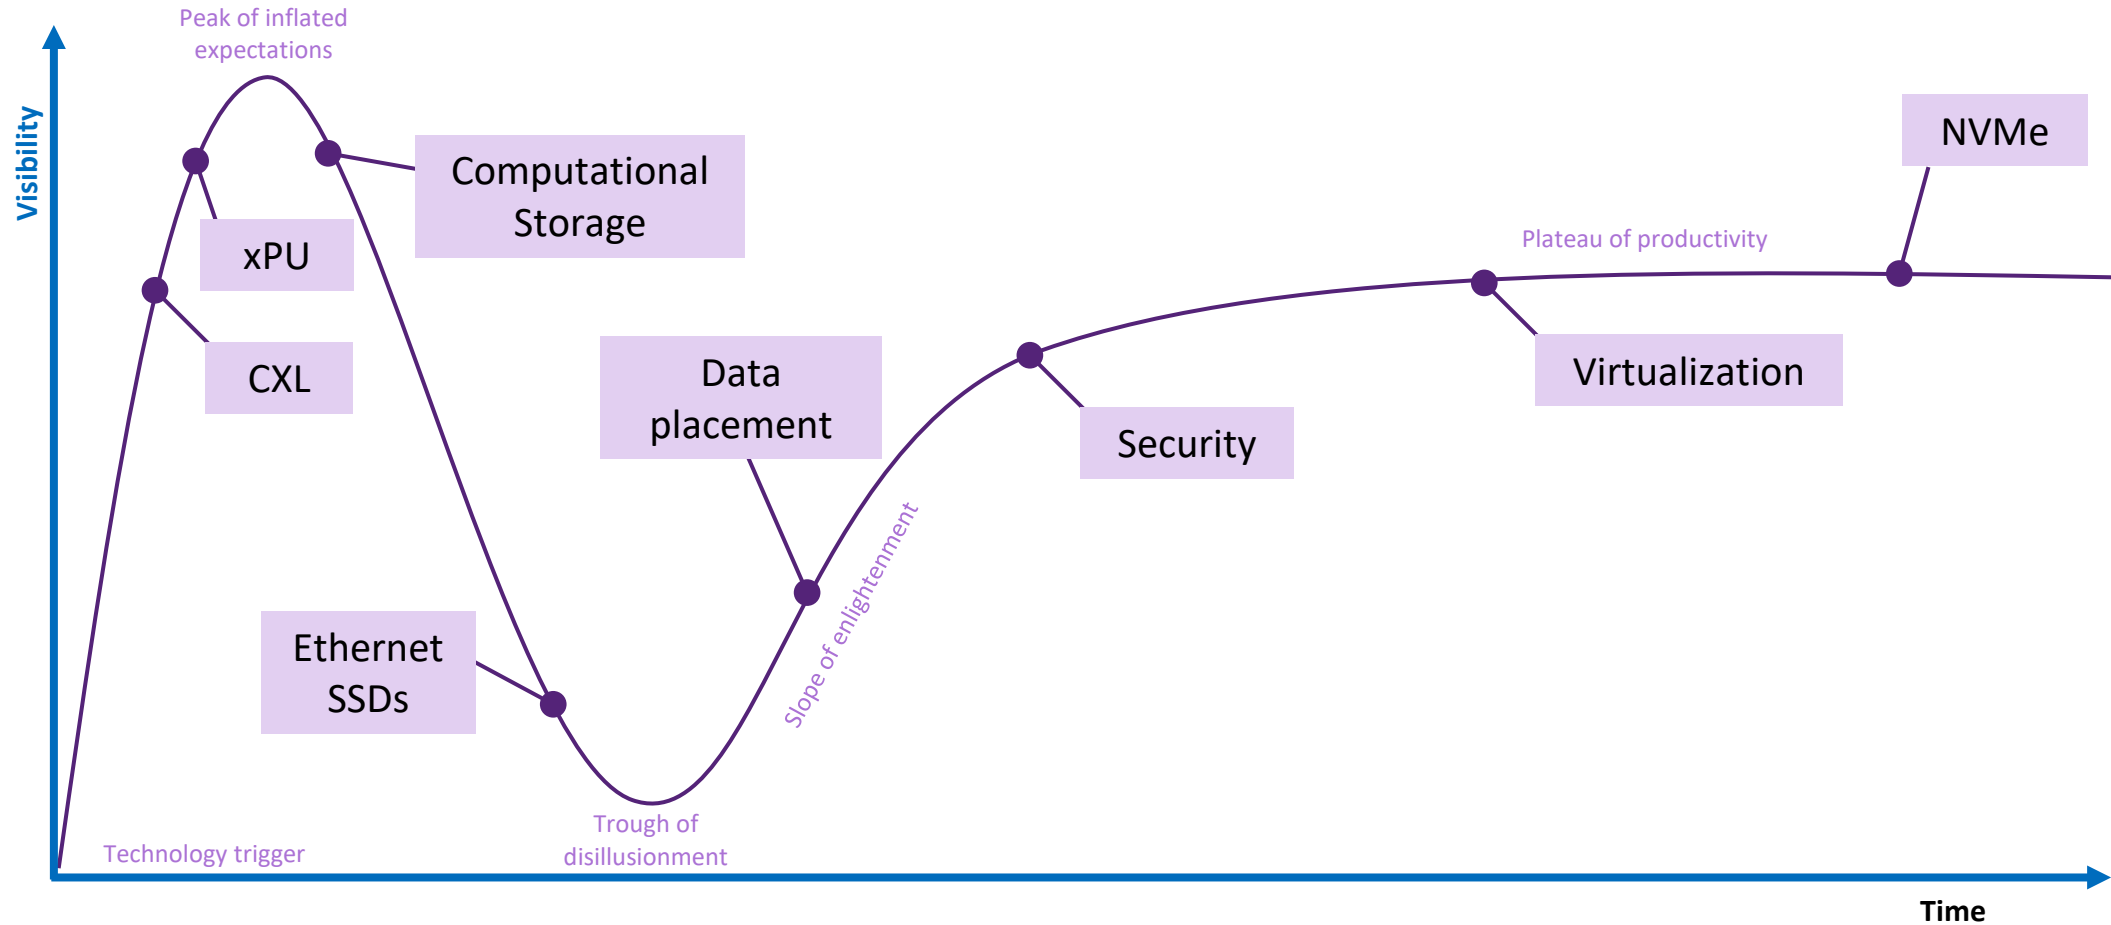 Peak of inflated
expectations
Visibility
Computational
Storage
NVMe
xPU
Plateau of productivity
CXL
Data
placement
Virtualization
Security
Slope of enlightenment
Ethernet
SSDs
Trough of
disillusionment
Technology trigger
Time